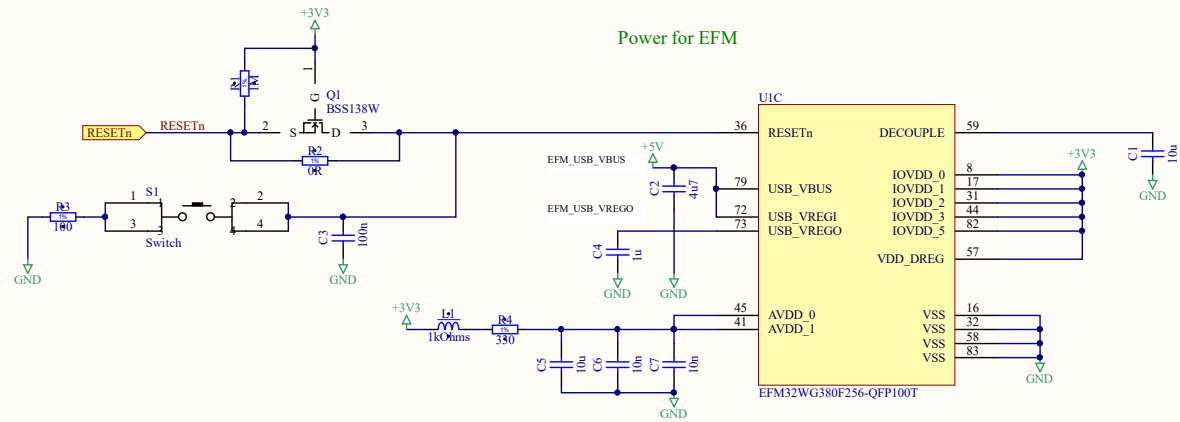 +3V3
Power for EFM
R1
1%
1M
1
G
Q1
BSS138W
RESETn
RESETn
2
S
D
3
R2
1%
0R
36
RESETn
DECOUPLE
59
C1
10u
GND
+5V
EFM_USB_VBUS
C2
4u7
79
USB_VBUS
EFM_USB_VREGO
72
USB_VREGI
73
USB_VREGO
C4
1u
GND
GND
U1C
+3V3
IOVDD_0
8
IOVDD_1
17
IOVDD_2
31
IOVDD_3
44
IOVDD_5
82
VDD_DREG
57
R3
1%
100
GND
S1
1
1
3
3
Switch
2
2
4
4
C3
100n
GND
+3V3
L1
1kOhms
R4
1%
330
45
AVDD_0
41
AVDD_1
C5
10u
C6
10n
C7
10n
GND
VSS
16
VSS
32
VSS
58
VSS
83
GND
EFM32WG380F256-QFP100T